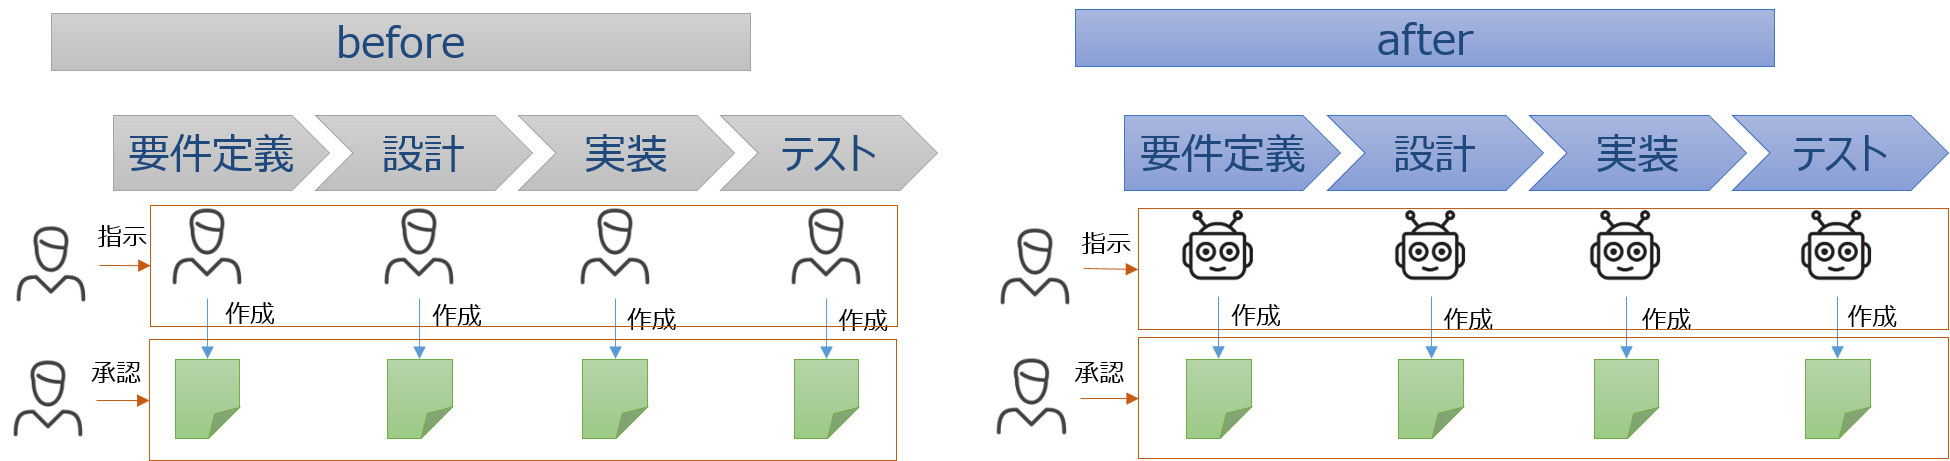 before
要件定義
設計
実装
テスト
指示
作成
作成
作成
作成
承認
after
要件定義
設計
実装
テスト
指示
作成
作成
作成
作成
承認